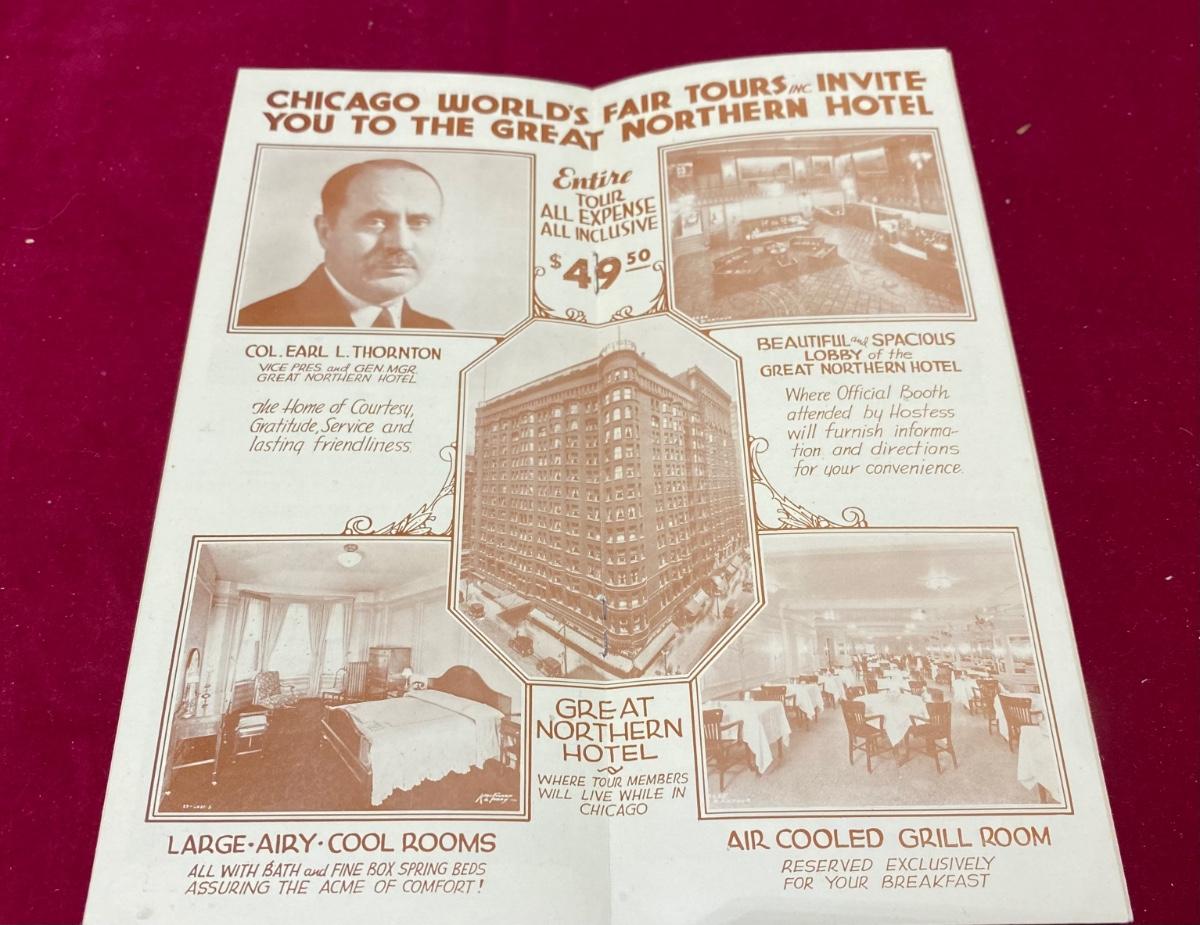 CHICAGO WORLD'S FAIR TOURS INC. INVITE
YOU TO THE GREAT NORTHERN HOTEL
Entire
TOUR
ALL EXPENSE
ALL INCLUSIVE
$49.50
COL. EARL L. THORNTON
VICE PRES. and GEN. MGR.
GREAT NORTHERN HOTEL
The Home of Courtesy,
Gratitude, Service and
lasting friendliness.
BEAUTIFUL and SPACIOUS
LOBBY of the
GREAT NORTHERN HOTEL
Where Official Booth
attended by Hostess
will furnish informa-
tion and directions
for your convenience.
GREAT
NORTHERN
HOTEL
WHERE TOUR MEMBERS
WILL LIVE WHILE IN
CHICAGO
LARGE·AIRY·COOL ROOMS
ALL WITH BATH and FINE BOX SPRING BEDS
ASSURING THE ACME OF COMFORT!
AIR COOLED GRILL ROOM
RESERVED EXCLUSIVELY
FOR YOUR BREAKFAST